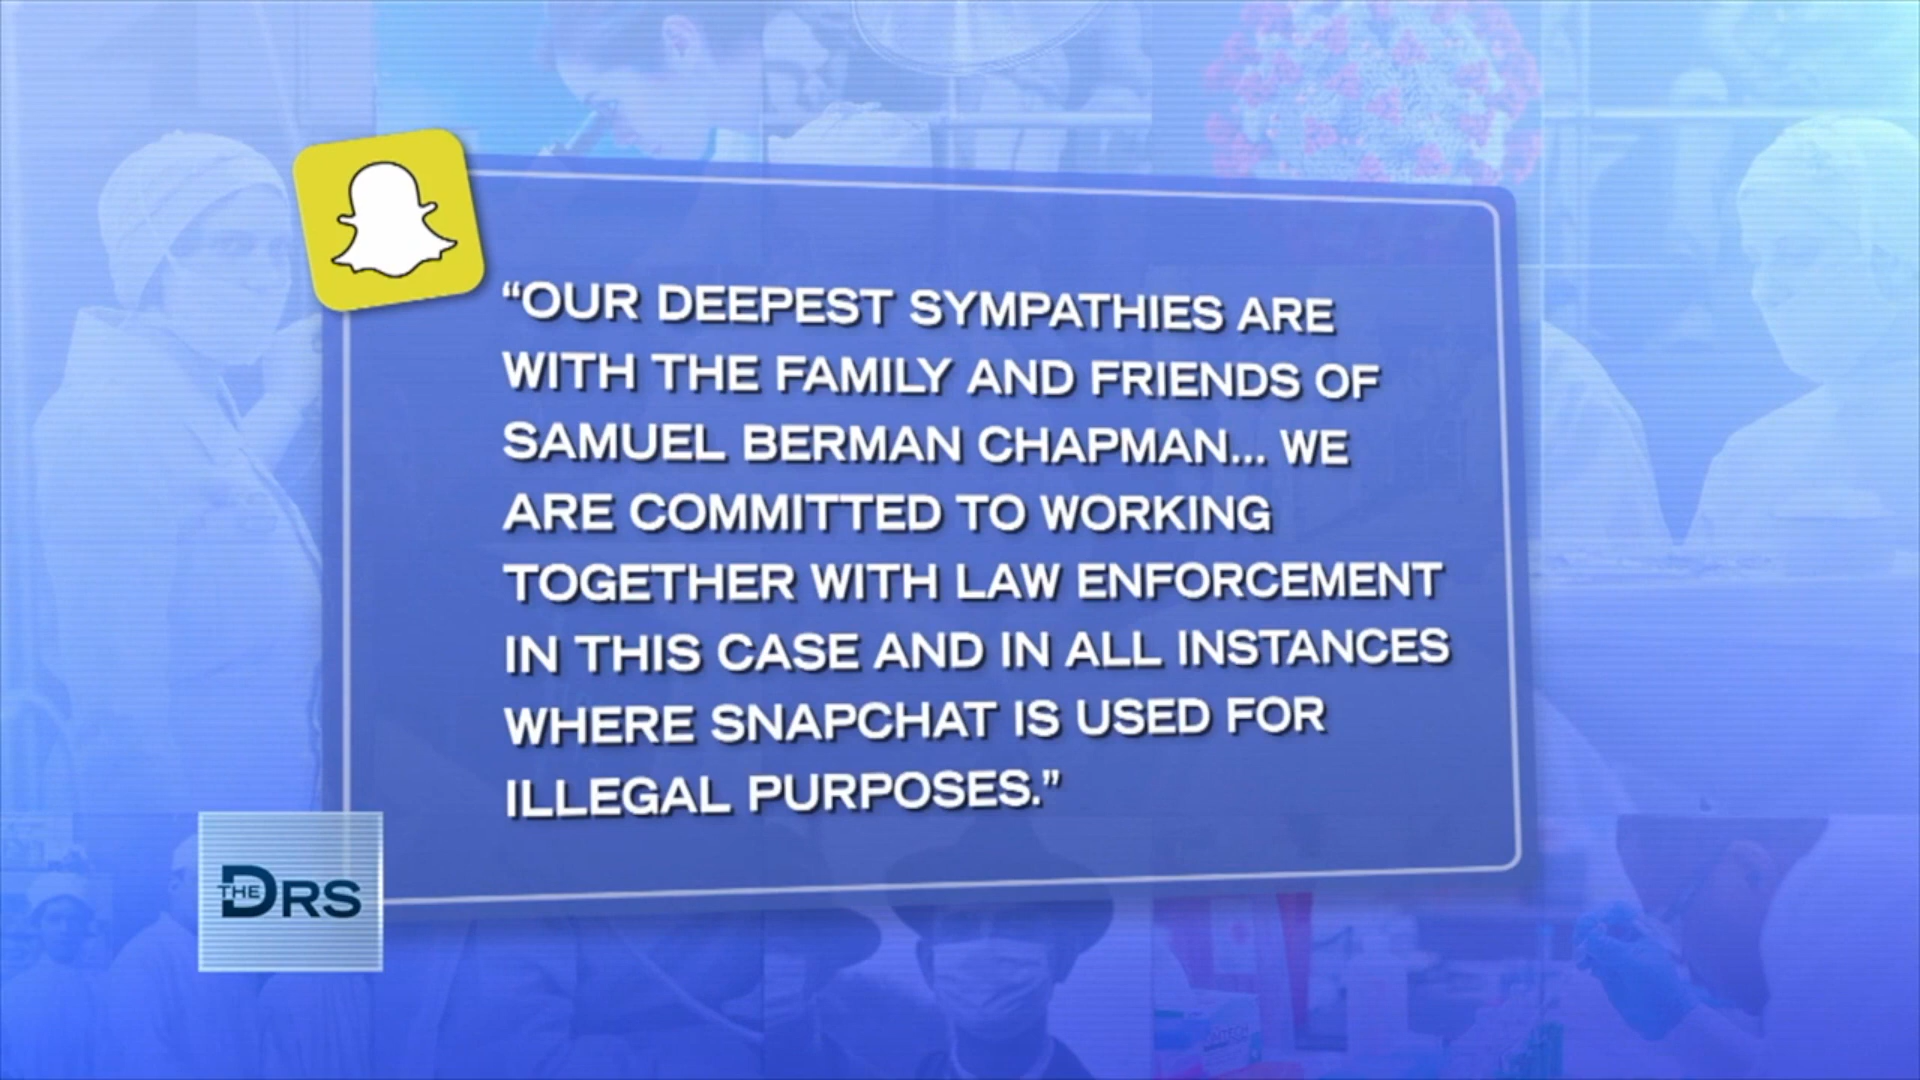 “OUR DEEPEST SYMPATHIES ARE
WITH THE FAMILY AND FRIENDS OF
SAMUEL BERMAN CHAPMAN... WE
ARE COMMITTED TO WORKING
TOGETHER WITH LAW ENFORCEMENT
IN THIS CASE AND IN ALL INSTANCES
WHERE SNAPCHAT IS USED FOR
ILLEGAL PURPOSES.”
THE DRS